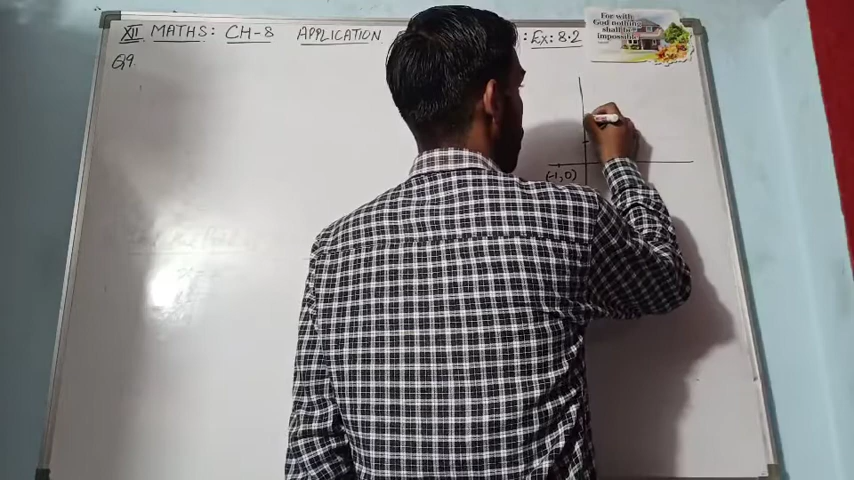 XII MATHS: CH-8 APPLICATION : Ex: 8.2
For with
God nothing
shall be
impossible
Q9.
(-1,0)